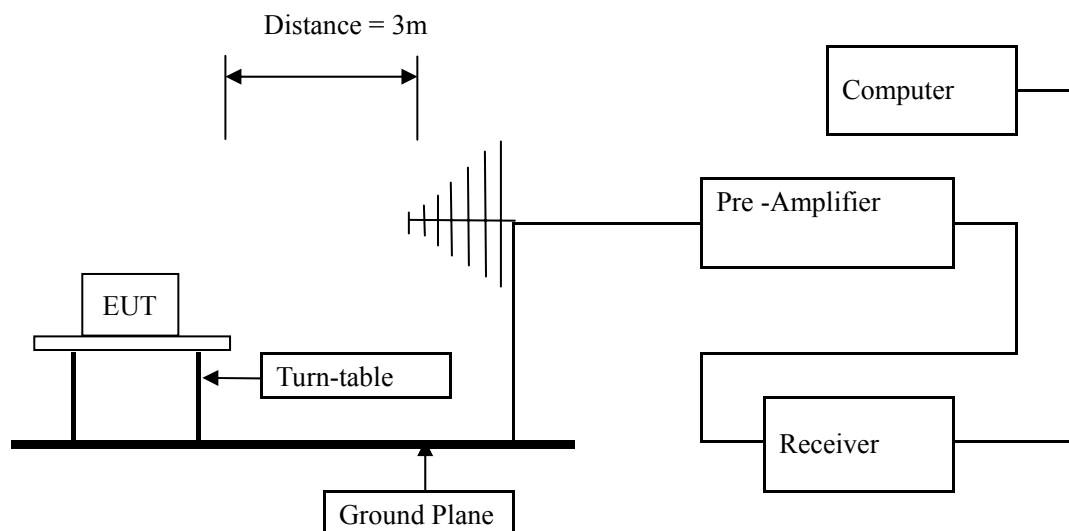 Distance = 3m
Computer
Pre -Amplifier
EUT
Turn-table
Receiver
Ground Plane